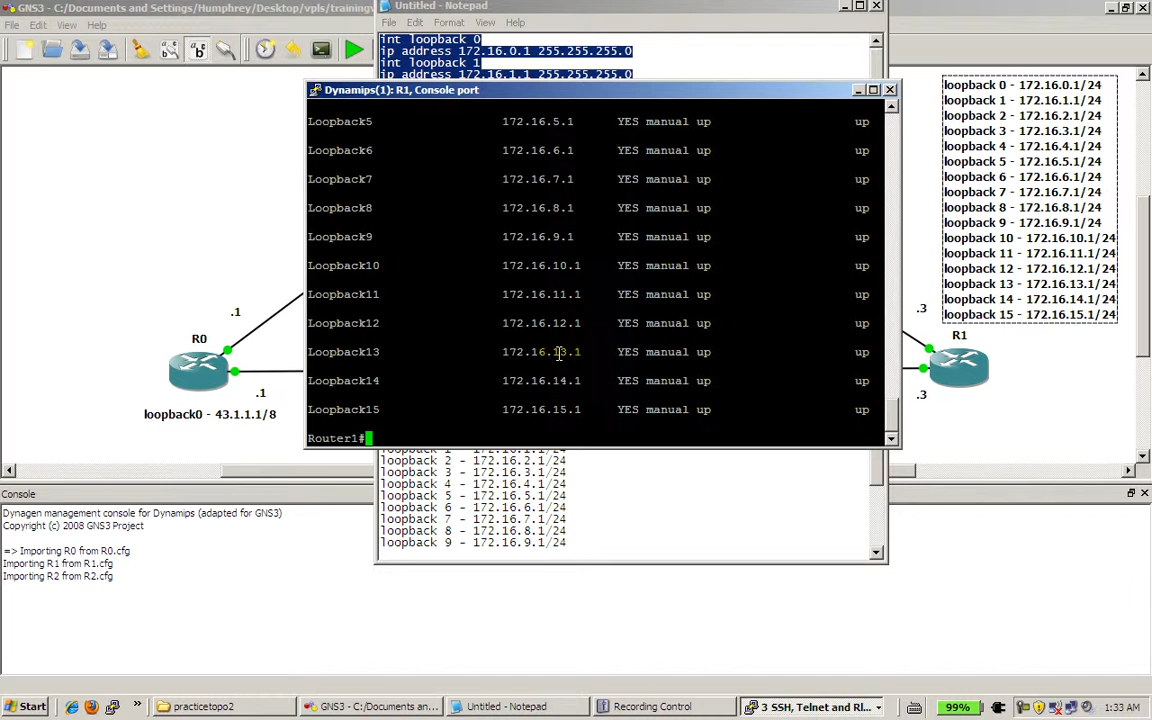 GNS3 - C:/Documents and Settings/Humphrey/Desktop/vpls/training
File Edit View
Untitled - Notepad
File Edit Format View Help
int loopback 0
ip address 172.16.0.1 255.255.255.0
int loopback 1
ip address 172.16.1.1 255.255.255.0
Dynamips(1): R1, Console port
Loopback5 172.16.5.1 YES manual up up
Loopback6 172.16.6.1 YES manual up up
Loopback7 172.16.7.1 YES manual up up
Loopback8 172.16.8.1 YES manual up up
Loopback9 172.16.9.1 YES manual up up
Loopback10 172.16.10.1 YES manual up up
Loopback11 172.16.11.1 YES manual up up
Loopback12 172.16.12.1 YES manual up up
Loopback13 172.16.13.1 YES manual up up
Loopback14 172.16.14.1 YES manual up up
Loopback15 172.16.15.1 YES manual up up
Router1#
loopback 0 - 172.16.0.1/24
loopback 1 - 172.16.1.1/24
loopback 2 - 172.16.2.1/24
loopback 3 - 172.16.3.1/24
loopback 4 - 172.16.4.1/24
loopback 5 - 172.16.5.1/24
loopback 6 - 172.16.6.1/24
loopback 7 - 172.16.7.1/24
loopback 8 - 172.16.8.1/24
loopback 9 - 172.16.9.1/24
loopback 10 - 172.16.10.1/24
loopback 11 - 172.16.11.1/24
loopback 12 - 172.16.12.1/24
loopback 13 - 172.16.13.1/24
loopback 14 - 172.16.14.1/24
loopback 15 - 172.16.15.1/24
.1
R0
.1
loopback0 - 43.1.1.1/8
.3
R1
.3
loopback 1 - 172.16.1.1/24
loopback 2 - 172.16.2.1/24
loopback 3 - 172.16.3.1/24
loopback 4 - 172.16.4.1/24
loopback 5 - 172.16.5.1/24
loopback 6 - 172.16.6.1/24
loopback 7 - 172.16.7.1/24
loopback 8 - 172.16.8.1/24
loopback 9 - 172.16.9.1/24
Console
Dynagen management console for Dynamips (adapted for GNS3)
Copyright (c) 2008 GNS3 Project
=> Importing R0 from R0.cfg
Importing R1 from R1.cfg
Importing R2 from R2.cfg
Start
practicetopo2
GNS3 - C:/Documents an...
Untitled - Notepad
Recording Control
3 SSH, Telnet and Rl...
99%
1:33 AM